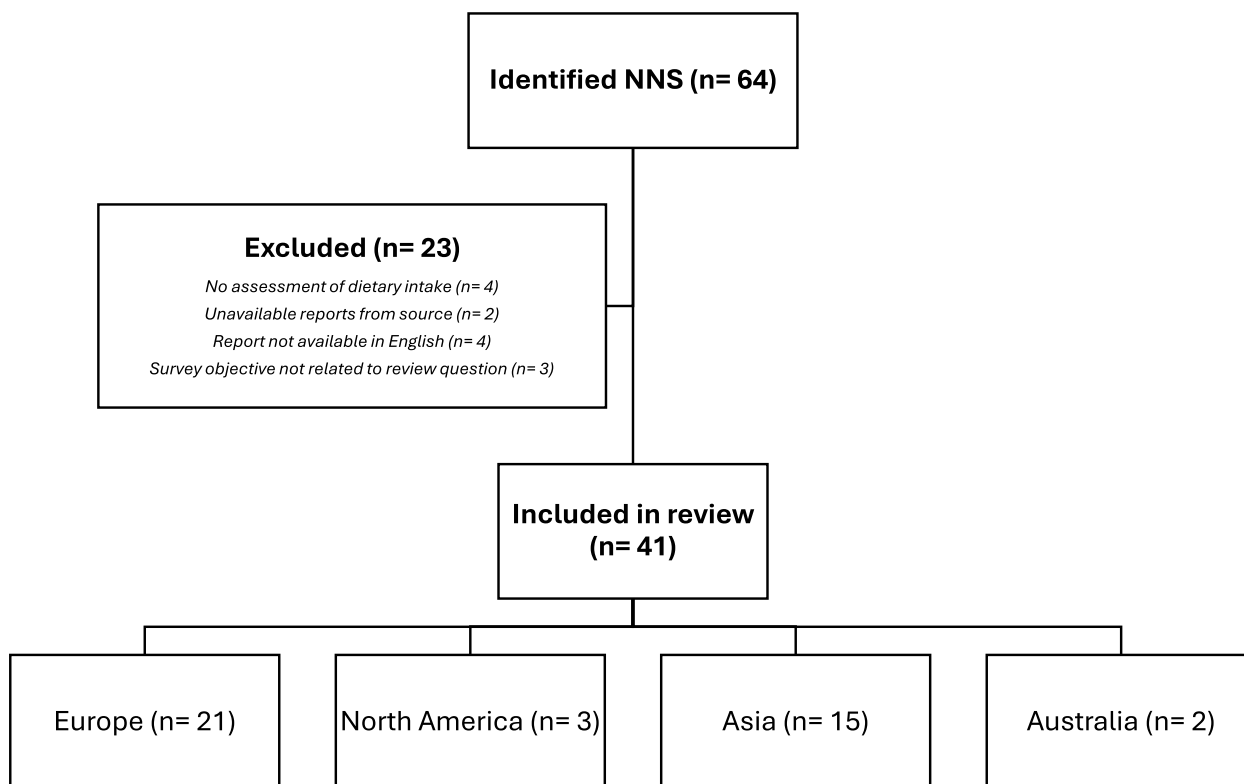 Identified NNS (n= 64)
Excluded (n= 23)
No assessment of dietary intake (n= 4)
Unavailable reports from source (n= 2)
Report not available in English (n= 4)
Survey objective not related to review question (n= 3)
Included in review
(n= 41)
Europe (n= 21)
North America (n= 3)
Asia (n= 15)
Australia (n= 2)